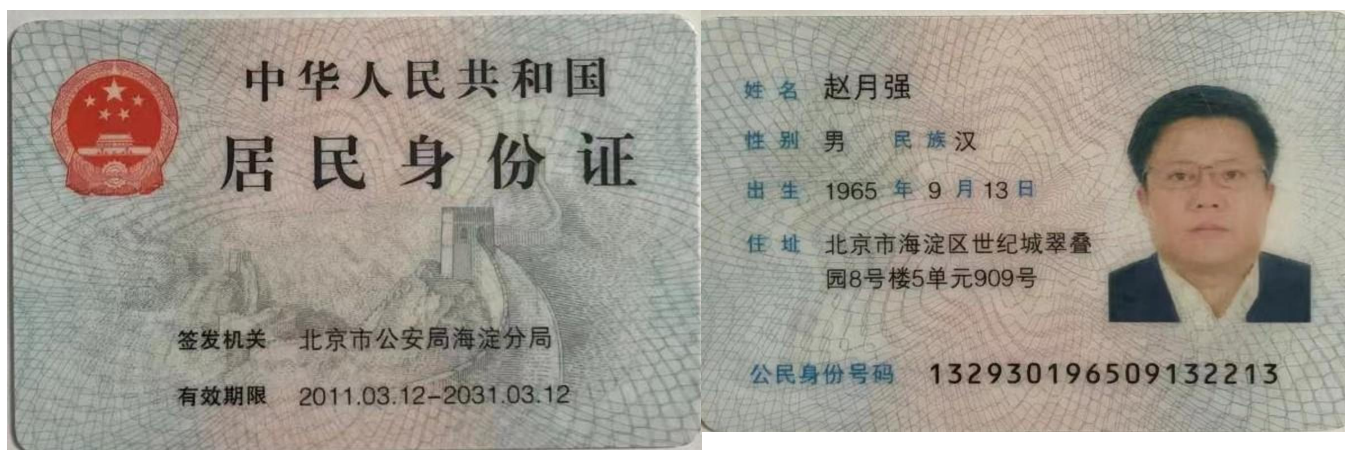 中华人民共和国
居民身份证
签发机关 北京市公安局海淀分局
有效期限 2011.03.12-2031.03.12
姓名 赵月强
性别 男 民族 汉
出生 1965 年 9 月 13 日
住址 北京市海淀区世纪城翠叠
园8号楼5单元909号
公民身份号码 132930196509132213